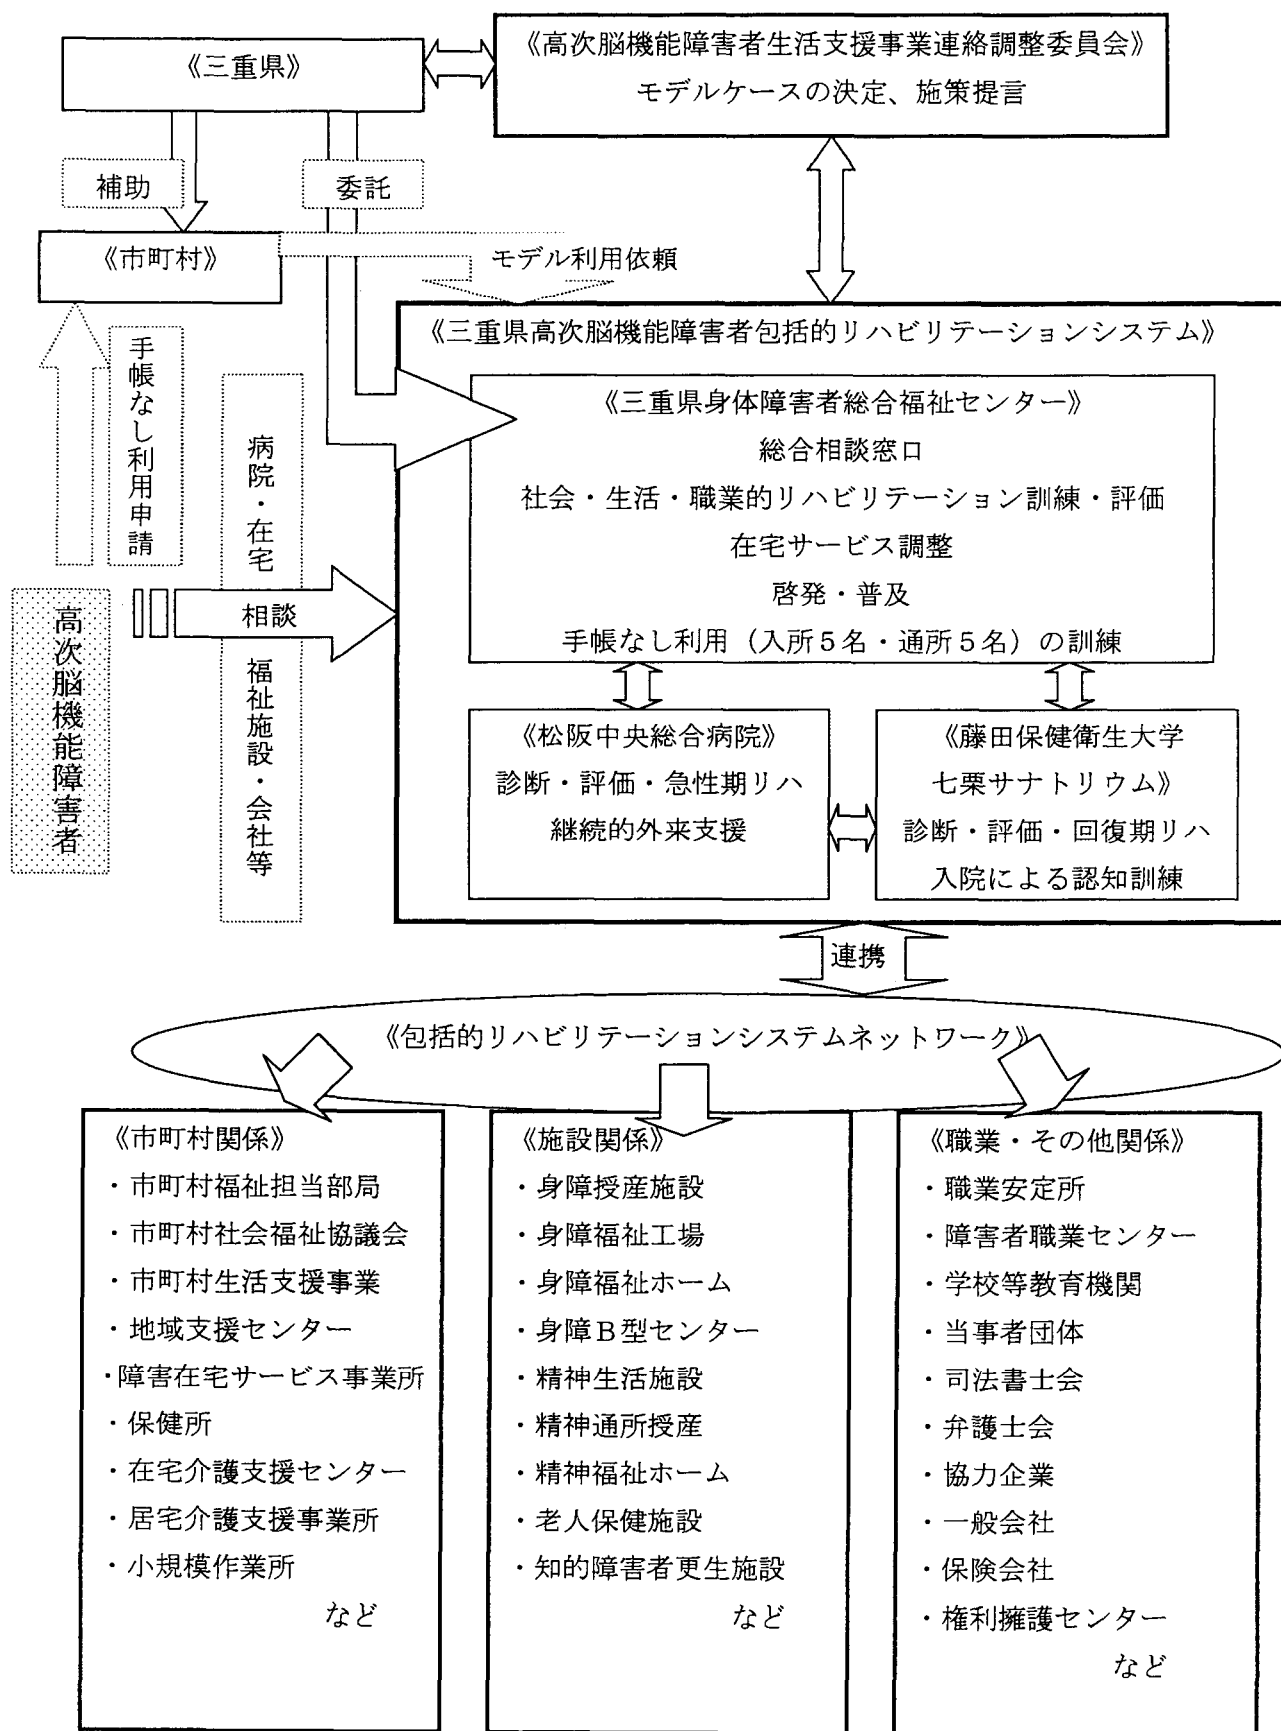 《三重県》
《高次脳機能障害者生活支援事業連絡調整委員会》
モデルケースの決定、施策提言
補助
委託
《市町村》
モデル利用依頼
手帳なし利用申請
高次脳機能障害者
病院・在宅
相談
福祉施設・会社等
《三重県高次脳機能障害者包括的リハビリテーションシステム》
《三重県身体障害者総合福祉センター》
総合相談窓口
社会・生活・職業的リハビリテーション訓練・評価
在宅サービス調整
啓発・普及
手帳なし利用（入所５名・通所５名）の訓練
《松阪中央総合病院》
診断・評価・急性期リハ
継続的外来支援
《藤田保健衛生大学
七栗サナトリウム》
診断・評価・回復期リハ
入院による認知訓練
連携
《包括的リハビリテーションシステムネットワーク》
《市町村関係》
・市町村福祉担当部局
・市町村社会福祉協議会
・市町村生活支援事業
・地域支援センター
・障害在宅サービス事業所
・保健所
・在宅介護支援センター
・居宅介護支援事業所
・小規模作業所
など
《施設関係》
・身障授産施設
・身障福祉工場
・身障福祉ホーム
・身障Ｂ型センター
・精神生活施設
・精神通所授産
・精神福祉ホーム
・老人保健施設
・知的障害者更生施設
など
《職業・その他関係》
・職業安定所
・障害者職業センター
・学校等教育機関
・当事者団体
・司法書士会
・弁護士会
・協力企業
・一般会社
・保険会社
・権利擁護センター
など